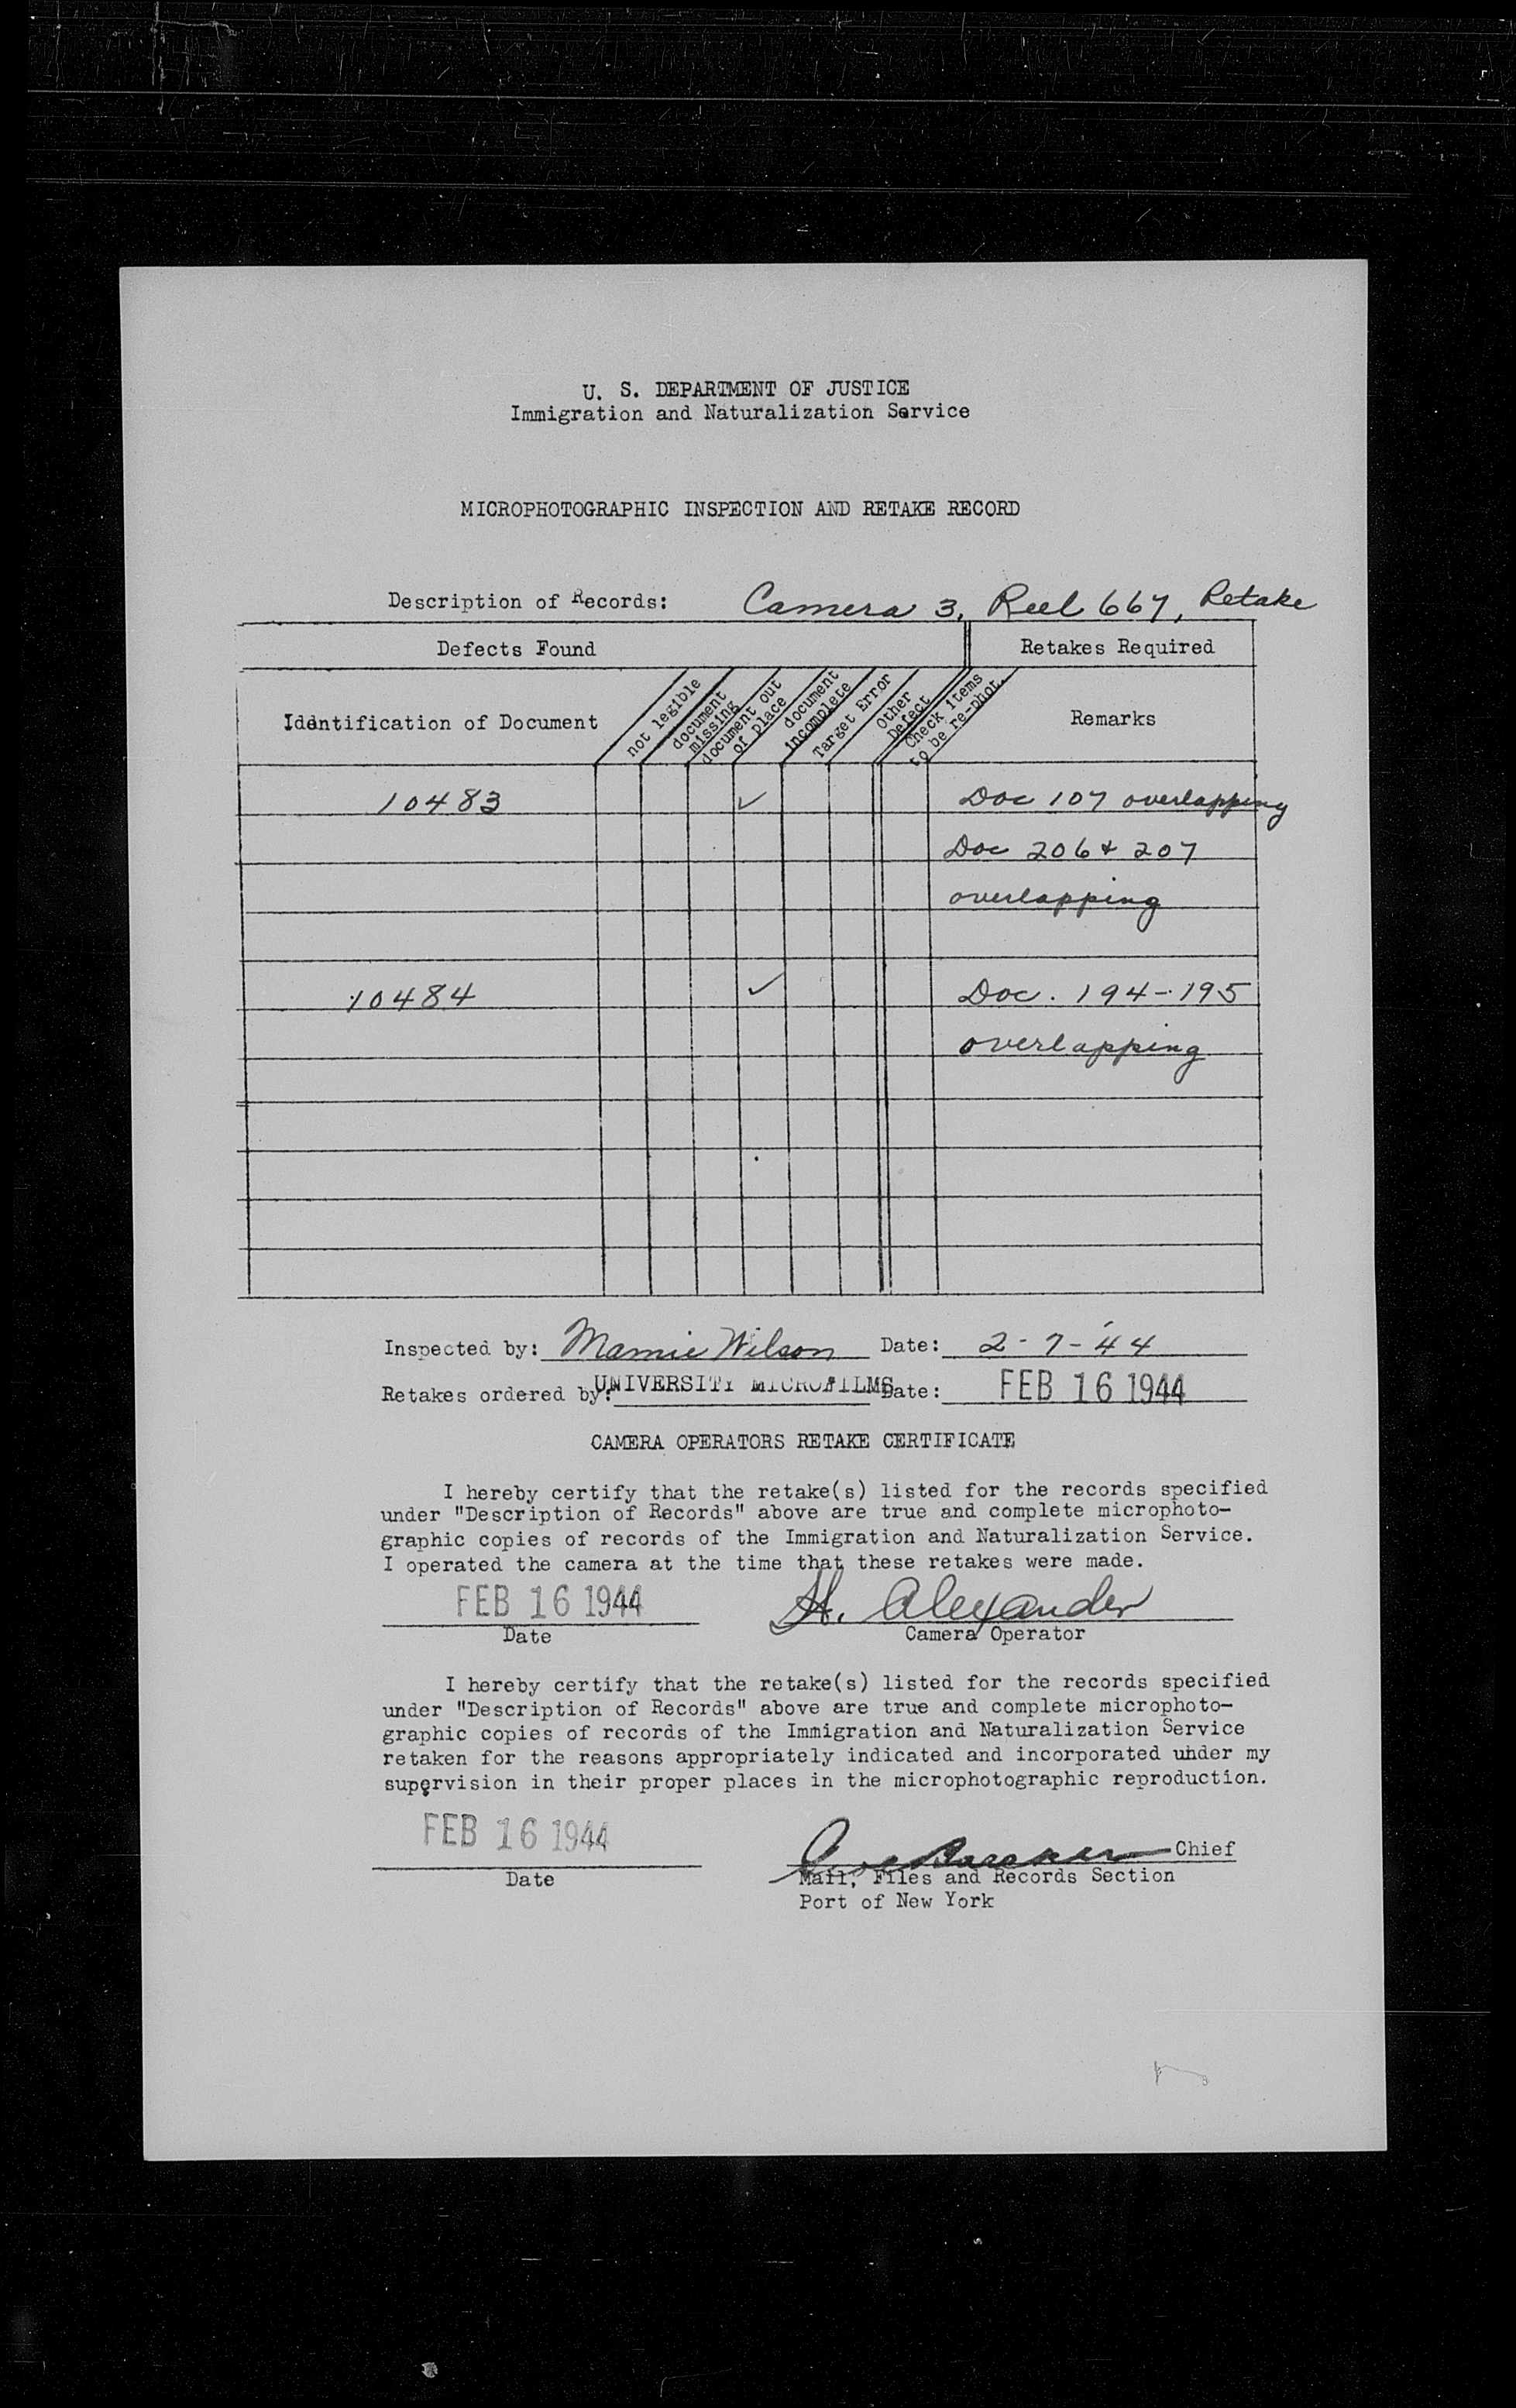 U. S. DEPARTMENT OF JUSTICE
Immigration and Naturalization Service
MICROPHOTOGRAPHIC INSPECTION AND RETAKE RECORD
Description of Records: Camera 3, Reel 667, Retake
Defects Found
Retakes Required
Identification of Document
not legible
document missing
document out of place
document incomplete
Target Error
Other Defect
Check items to be re-phot.
Remarks
10483 ✓ Doc 107 overlapping
Doc 206 & 207
overlapping
10484 ✓ Doc. 194-195
overlapping
Inspected by: Mamie Wilson Date: 2-7-'44
Retakes ordered by: UNIVERSITY MICROFILMS Date: FEB 16 1944
CAMERA OPERATORS RETAKE CERTIFICATE
I hereby certify that the retake(s) listed for the records specified
under "Description of Records" above are true and complete microphoto-
graphic copies of records of the Immigration and Naturalization Service.
I operated the camera at the time that these retakes were made.
FEB 16 1944 H. Alexander
Date Camera Operator
I hereby certify that the retake(s) listed for the records specified
under "Description of Records" above are true and complete microphoto-
graphic copies of records of the Immigration and Naturalization Service
retaken for the reasons appropriately indicated and incorporated under my
supervision in their proper places in the microphotographic reproduction.
FEB 16 1944 Chief
Date Mail, Files and Records Section
Port of New York